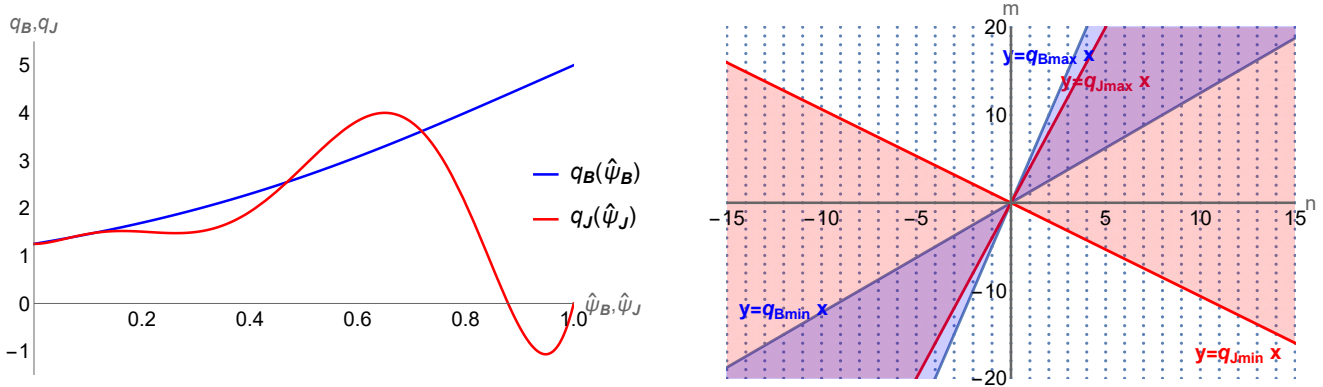 q_B,q_J
5
4
3
2
1
0
−1
0.2
0.4
0.6
0.8
1.0
ψ̂_B,ψ̂_J
q_B(ψ̂_B)
q_J(ψ̂_J)
m
20
10
−10
−20
−15
−10
−5
5
10
15
n
y=q_Bmax x
y=q_Jmax x
y=q_Bmin x
y=q_Jmin x